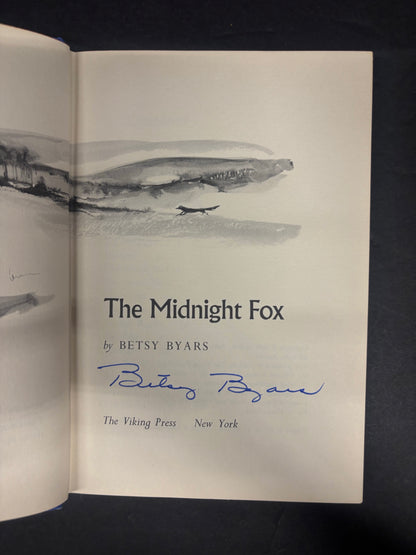 The Midnight Fox
by BETSY BYARS
Betsy Byars
The Viking Press New York